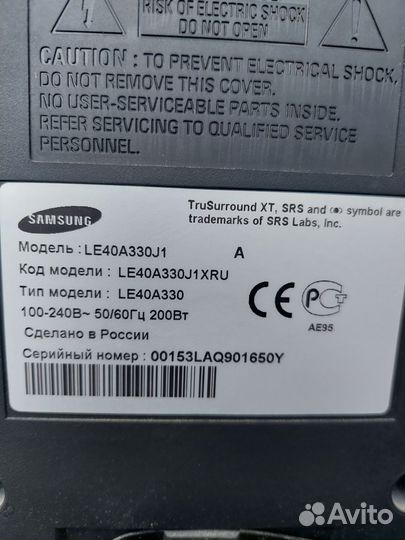 RISK OF ELECTRIC SHOCK
DO NOT OPEN
CAUTION : TO PREVENT ELECTRICAL SHOCK,
DO NOT REMOVE THIS COVER.
NO USER-SERVICEABLE PARTS INSIDE.
REFER SERVICING TO QUALIFIED SERVICE
PERSONNEL.
SAMSUNG
TruSurround XT, SRS and (●) symbol are
trademarks of SRS Labs, Inc.
Модель : LE40A330J1 A
Код модели : LE40A330J1XRU
Тип модели : LE40A330
100-240В~ 50/60Гц 200Вт
Сделано в России
Серийный номер : 00153LAQ901650Y
CE
РСТ
АЕ95
Avito